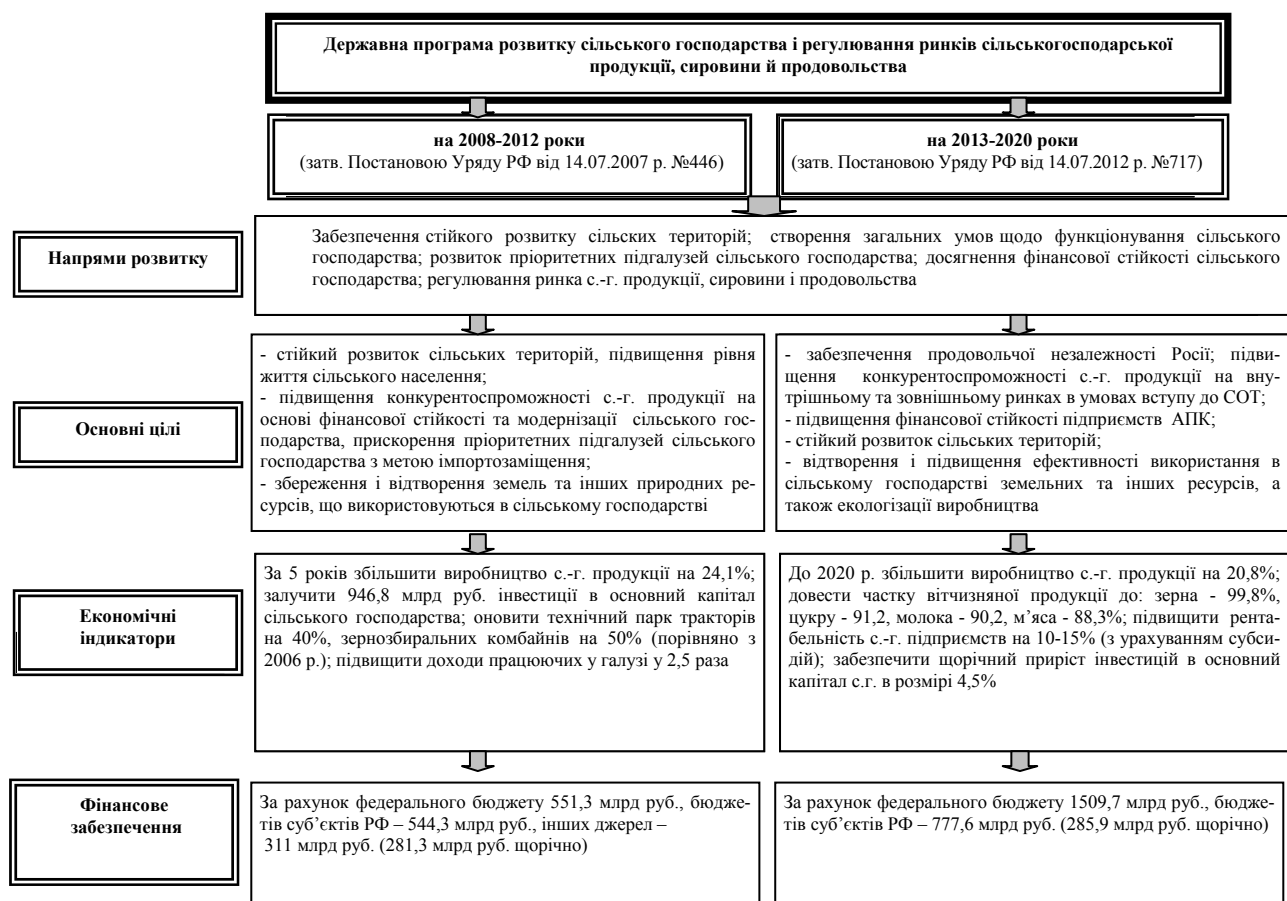 Державна програма розвитку сільського господарства і регулювання ринків сільськогосподарської
продукції, сировини й продовольства
на 2008-2012 роки
(затв. Постановою Уряду РФ від 14.07.2007 р. №446)
на 2013-2020 роки
(затв. Постановою Уряду РФ від 14.07.2012 р. №717)
Напрями розвитку
Забезпечення стійкого розвитку сільских територій; створення загальних умов щодо функціонування сільського
господарства; розвиток пріоритетних підгалузей сільського господарства; досягнення фінансової стійкості сільського
господарства; регулювання ринка с.-г. продукції, сировини і продовольства
Основні цілі
- стійкий розвиток сільських територій, підвищення рівня
життя сільського населення;
- підвищення конкурентоспроможності с.-г. продукції на
основі фінансової стійкості та модернізації сільського гос-
подарства, прискорення пріоритетних підгалузей сільського
господарства з метою імпортозаміщення;
- збереження і відтворення земель та інших природних ре-
сурсів, що використовуються в сільському господарстві
- забезпечення продовольчої незалежності Росії; підви-
щення конкурентоспроможності с.-г. продукції на вну-
трішньому та зовнішньому ринках в умовах вступу до СОТ;
- підвищення фінансової стійкості підприємств АПК;
- стійкий розвиток сільських територій;
- відтворення і підвищення ефективності використання в
сільському господарстві земельних та інших ресурсів, а
також екологізації виробництва
Економічні
індикатори
За 5 років збільшити виробництво с.-г. продукції на 24,1%;
залучити 946,8 млрд руб. інвестиції в основний капітал
сільського господарства; оновити технічний парк тракторів
на 40%, зернозбиральних комбайнів на 50% (порівняно з
2006 р.); підвищити доходи працюючих у галузі у 2,5 раза
До 2020 р. збільшити виробництво с.-г. продукції на 20,8%;
довести частку вітчизняної продукції до: зерна - 99,8%,
цукру - 91,2, молока - 90,2, м’яса - 88,3%; підвищити рента-
бельність с.-г. підприємств на 10-15% (з урахуванням субси-
дій); забезпечити щорічний приріст інвестицій в основний
капітал с.г. в розмірі 4,5%
Фінансове
забезпечення
За рахунок федерального бюджету 551,3 млрд руб., бюдже-
тів суб’єктів РФ – 544,3 млрд руб., інших джерел –
311 млрд руб. (281,3 млрд руб. щорічно)
За рахунок федерального бюджету 1509,7 млрд руб., бюдже-
тів суб’єктів РФ – 777,6 млрд руб. (285,9 млрд руб. щорічно)